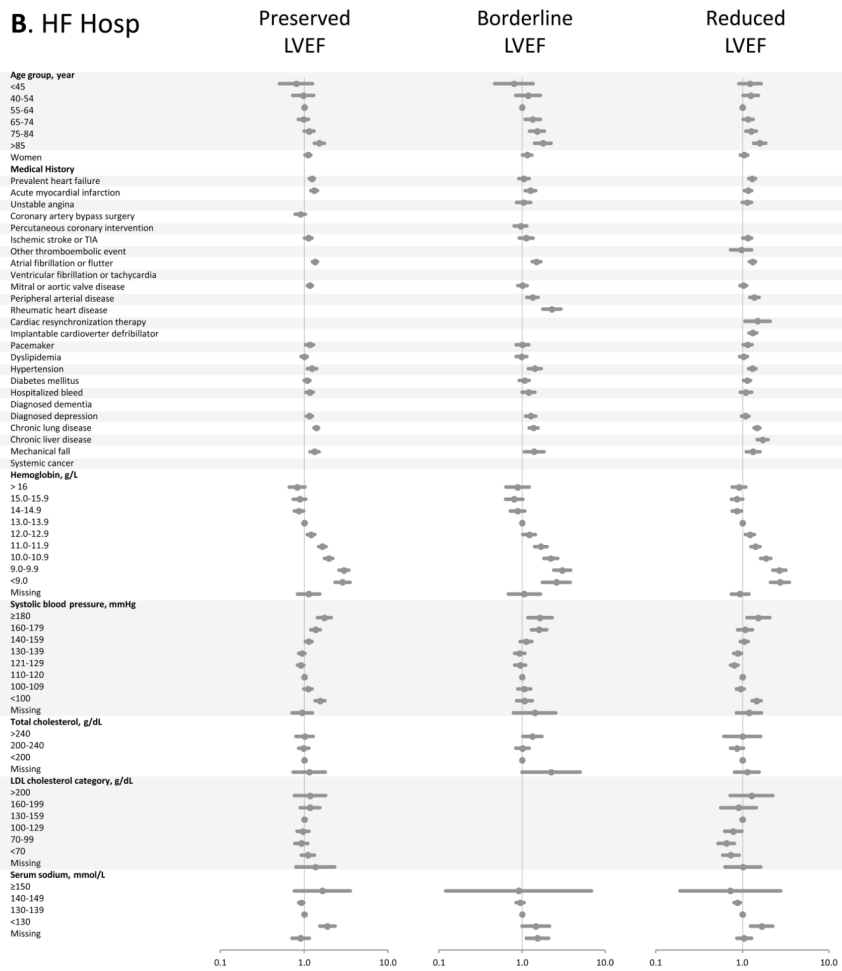 B. HF Hosp
Preserved
LVEF
Borderline
LVEF
Reduced
LVEF
Age group, year
<45
40-54
55-64
65-74
75-84
>85
Women
Medical History
Prevalent heart failure
Acute myocardial infarction
Unstable angina
Coronary artery bypass surgery
Percutaneous coronary intervention
Ischemic stroke or TIA
Other thromboembolic event
Atrial fibrillation or flutter
Ventricular fibrillation or tachycardia
Mitral or aortic valve disease
Peripheral arterial disease
Rheumatic heart disease
Cardiac resynchronization therapy
Implantable cardioverter defribillator
Pacemaker
Dyslipidemia
Hypertension
Diabetes mellitus
Hospitalized bleed
Diagnosed dementia
Diagnosed depression
Chronic lung disease
Chronic liver disease
Mechanical fall
Systemic cancer
Hemoglobin, g/L
> 16
15.0-15.9
14-14.9
13.0-13.9
12.0-12.9
11.0-11.9
10.0-10.9
9.0-9.9
<9.0
Missing
Systolic blood pressure, mmHg
≥180
160-179
140-159
130-139
121-129
110-120
100-109
<100
Missing
Total cholesterol, g/dL
>240
200-240
<200
Missing
LDL cholesterol category, g/dL
>200
160-199
130-159
100-129
70-99
<70
Missing
Serum sodium, mmol/L
≥150
140-149
130-139
<130
Missing
0.1 1.0 10.0 0.1 1.0 10.0 0.1 1.0 10.0